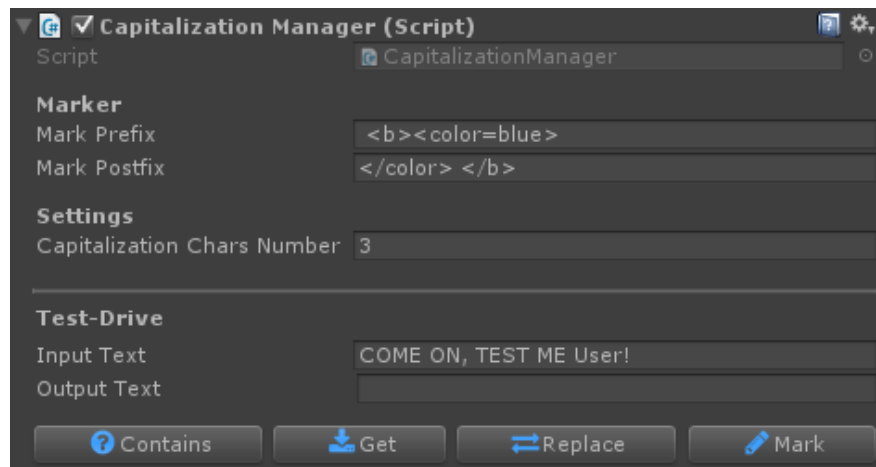 Capitalization Manager (Script)
Script CapitalizationManager
Marker
Mark Prefix <b><color=blue>
Mark Postfix </color> </b>
Settings
Capitalization Chars Number 3
Test-Drive
Input Text COME ON, TEST ME User!
Output Text
Contains Get Replace Mark